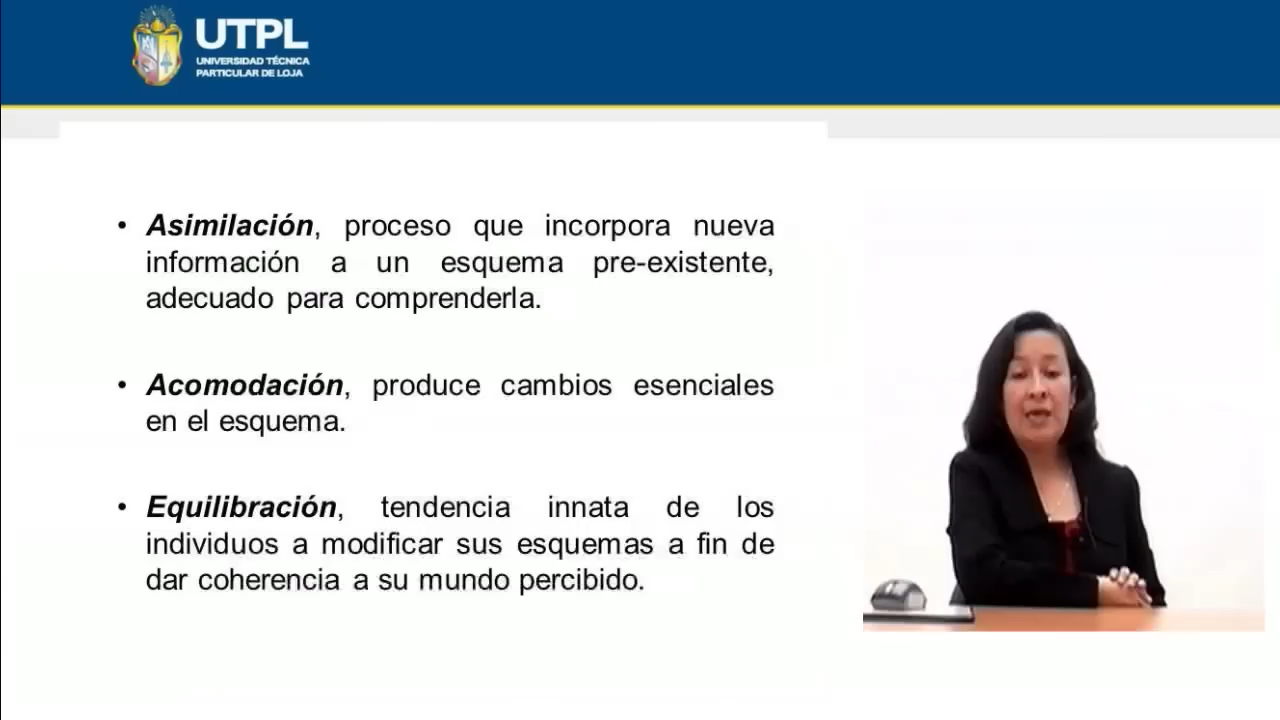 UTPL
UNIVERSIDAD TÉCNICA
PARTICULAR DE LOJA
• Asimilación, proceso que incorpora nueva
información a un esquema pre-existente,
adecuado para comprenderla.
• Acomodación, produce cambios esenciales
en el esquema.
• Equilibración, tendencia innata de los
individuos a modificar sus esquemas a fin de
dar coherencia a su mundo percibido.